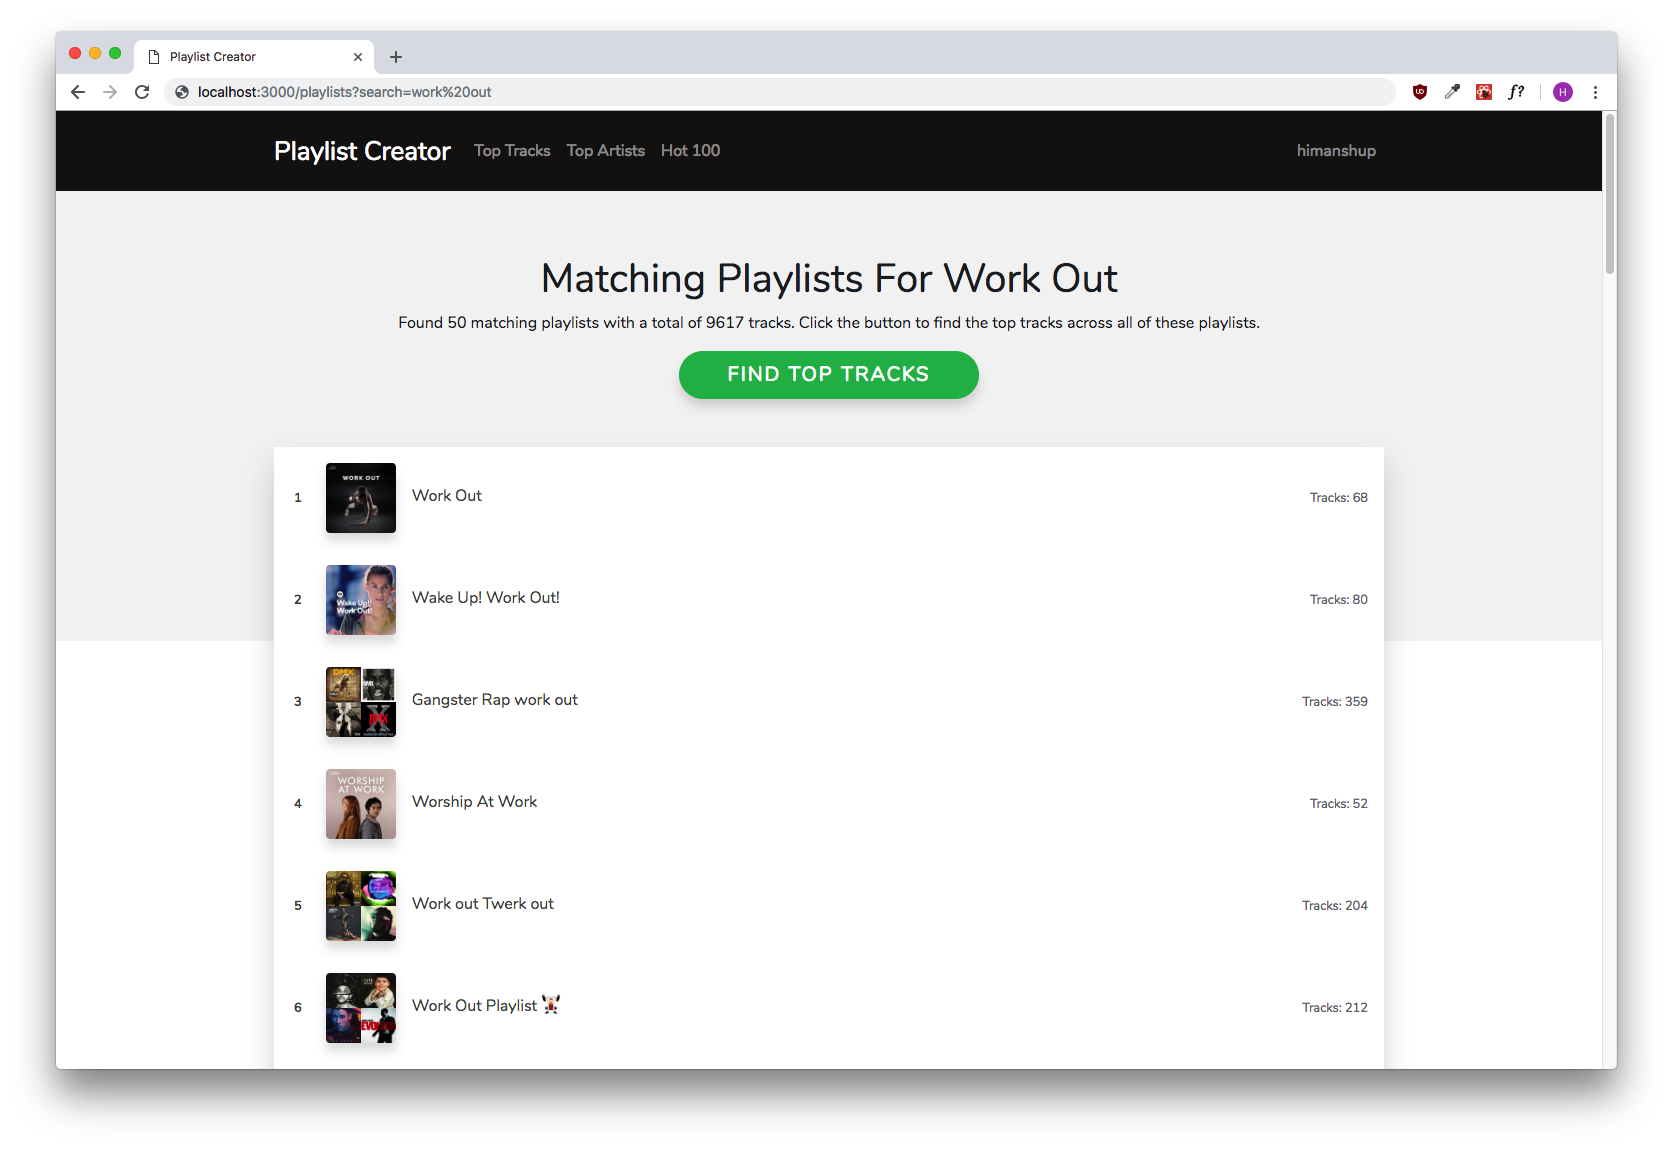 Playlist Creator
localhost:3000/playlists?search=work%20out
f?
H
Playlist Creator Top Tracks Top Artists Hot 100 himanshup
Matching Playlists For Work Out
Found 50 matching playlists with a total of 9617 tracks. Click the button to find the top tracks across all of these playlists.
FIND TOP TRACKS
WORK OUT
1 Work Out Tracks: 68
Wake Up!
Work Out!
2 Wake Up! Work Out! Tracks: 80
DMX
3 Gangster Rap work out Tracks: 359
DMX
WORSHIP
AT WORK
4 Worship At Work Tracks: 52
5 Work out Twerk out Tracks: 204
6 Work Out Playlist 🏋 Tracks: 212